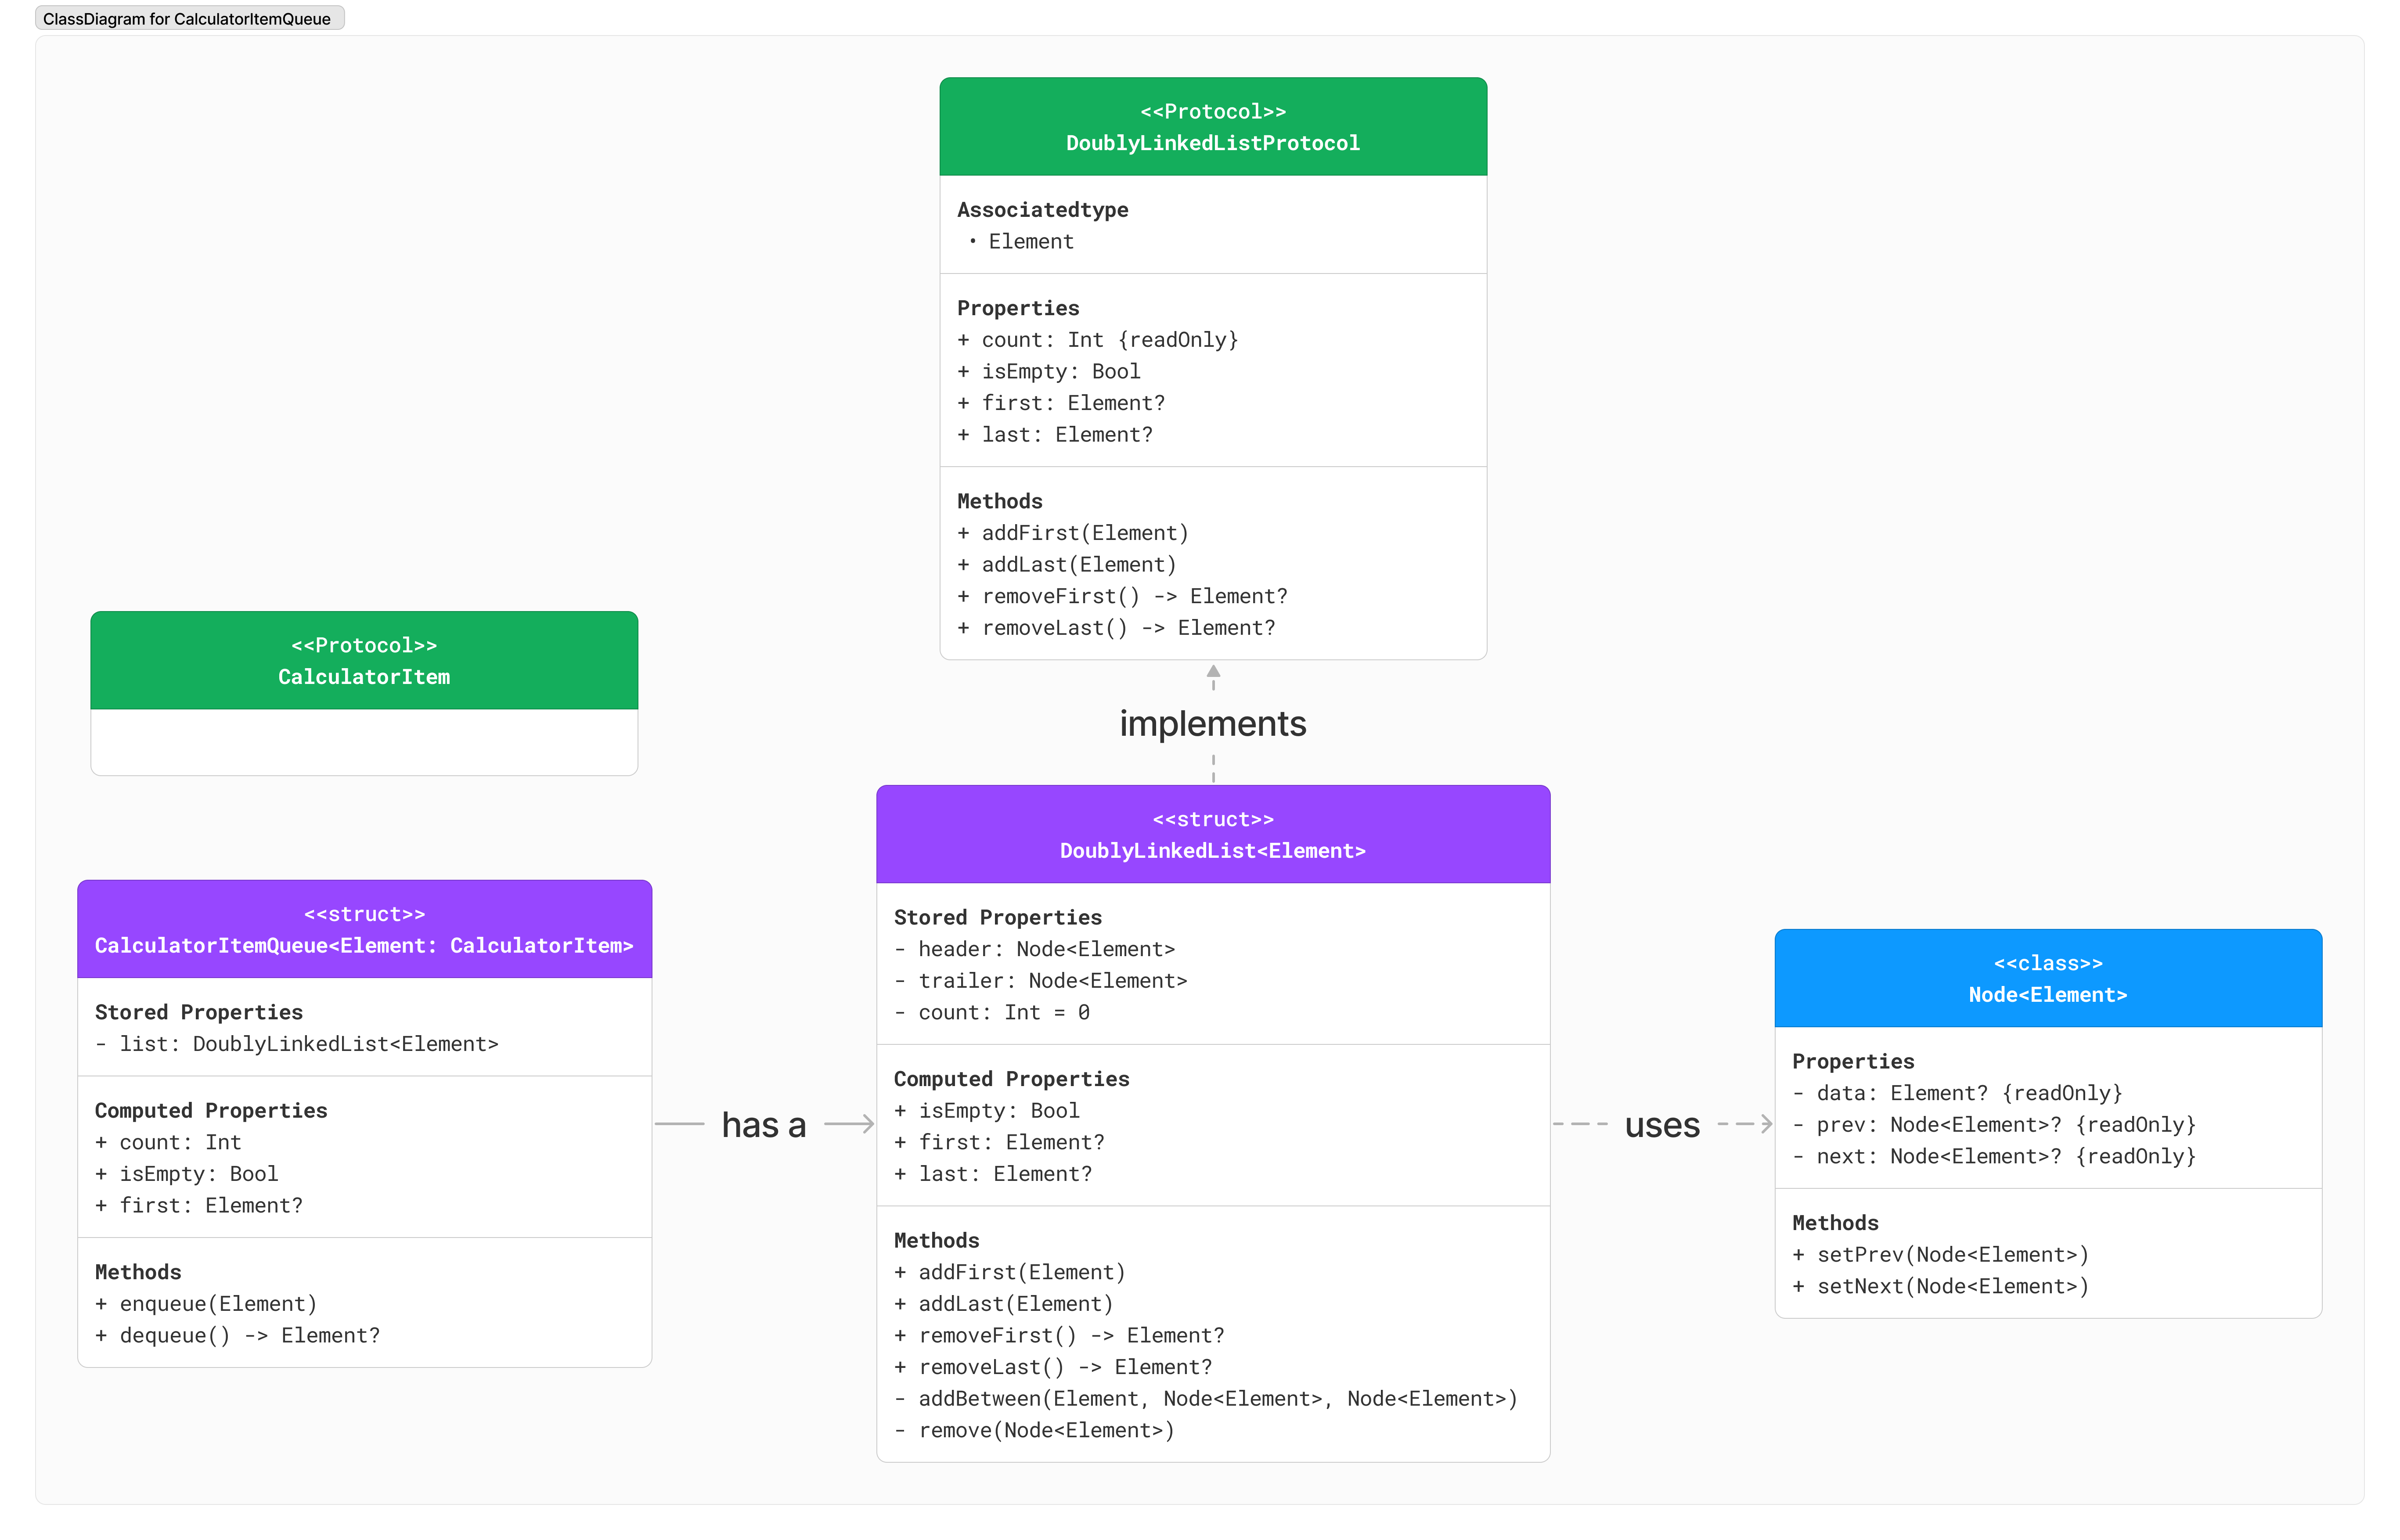 ClassDiagram for CalculatorItemQueue
<<Protocol>>
DoublyLinkedListProtocol
Associatedtype
• Element
Properties
+ count: Int {readOnly}
+ isEmpty: Bool
+ first: Element?
+ last: Element?
Methods
+ addFirst(Element)
+ addLast(Element)
+ removeFirst() -> Element?
+ removeLast() -> Element?
<<Protocol>>
CalculatorItem
implements
<<struct>>
CalculatorItemQueue<Element: CalculatorItem>
Stored Properties
- list: DoublyLinkedList<Element>
Computed Properties
+ count: Int
+ isEmpty: Bool
+ first: Element?
Methods
+ enqueue(Element)
+ dequeue() -> Element?
has a
<<struct>>
DoublyLinkedList<Element>
Stored Properties
- header: Node<Element>
- trailer: Node<Element>
- count: Int = 0
Computed Properties
+ isEmpty: Bool
+ first: Element?
+ last: Element?
Methods
+ addFirst(Element)
+ addLast(Element)
+ removeFirst() -> Element?
+ removeLast() -> Element?
- addBetween(Element, Node<Element>, Node<Element>)
- remove(Node<Element>)
uses
<<class>>
Node<Element>
Properties
- data: Element? {readOnly}
- prev: Node<Element>? {readOnly}
- next: Node<Element>? {readOnly}
Methods
+ setPrev(Node<Element>)
+ setNext(Node<Element>)